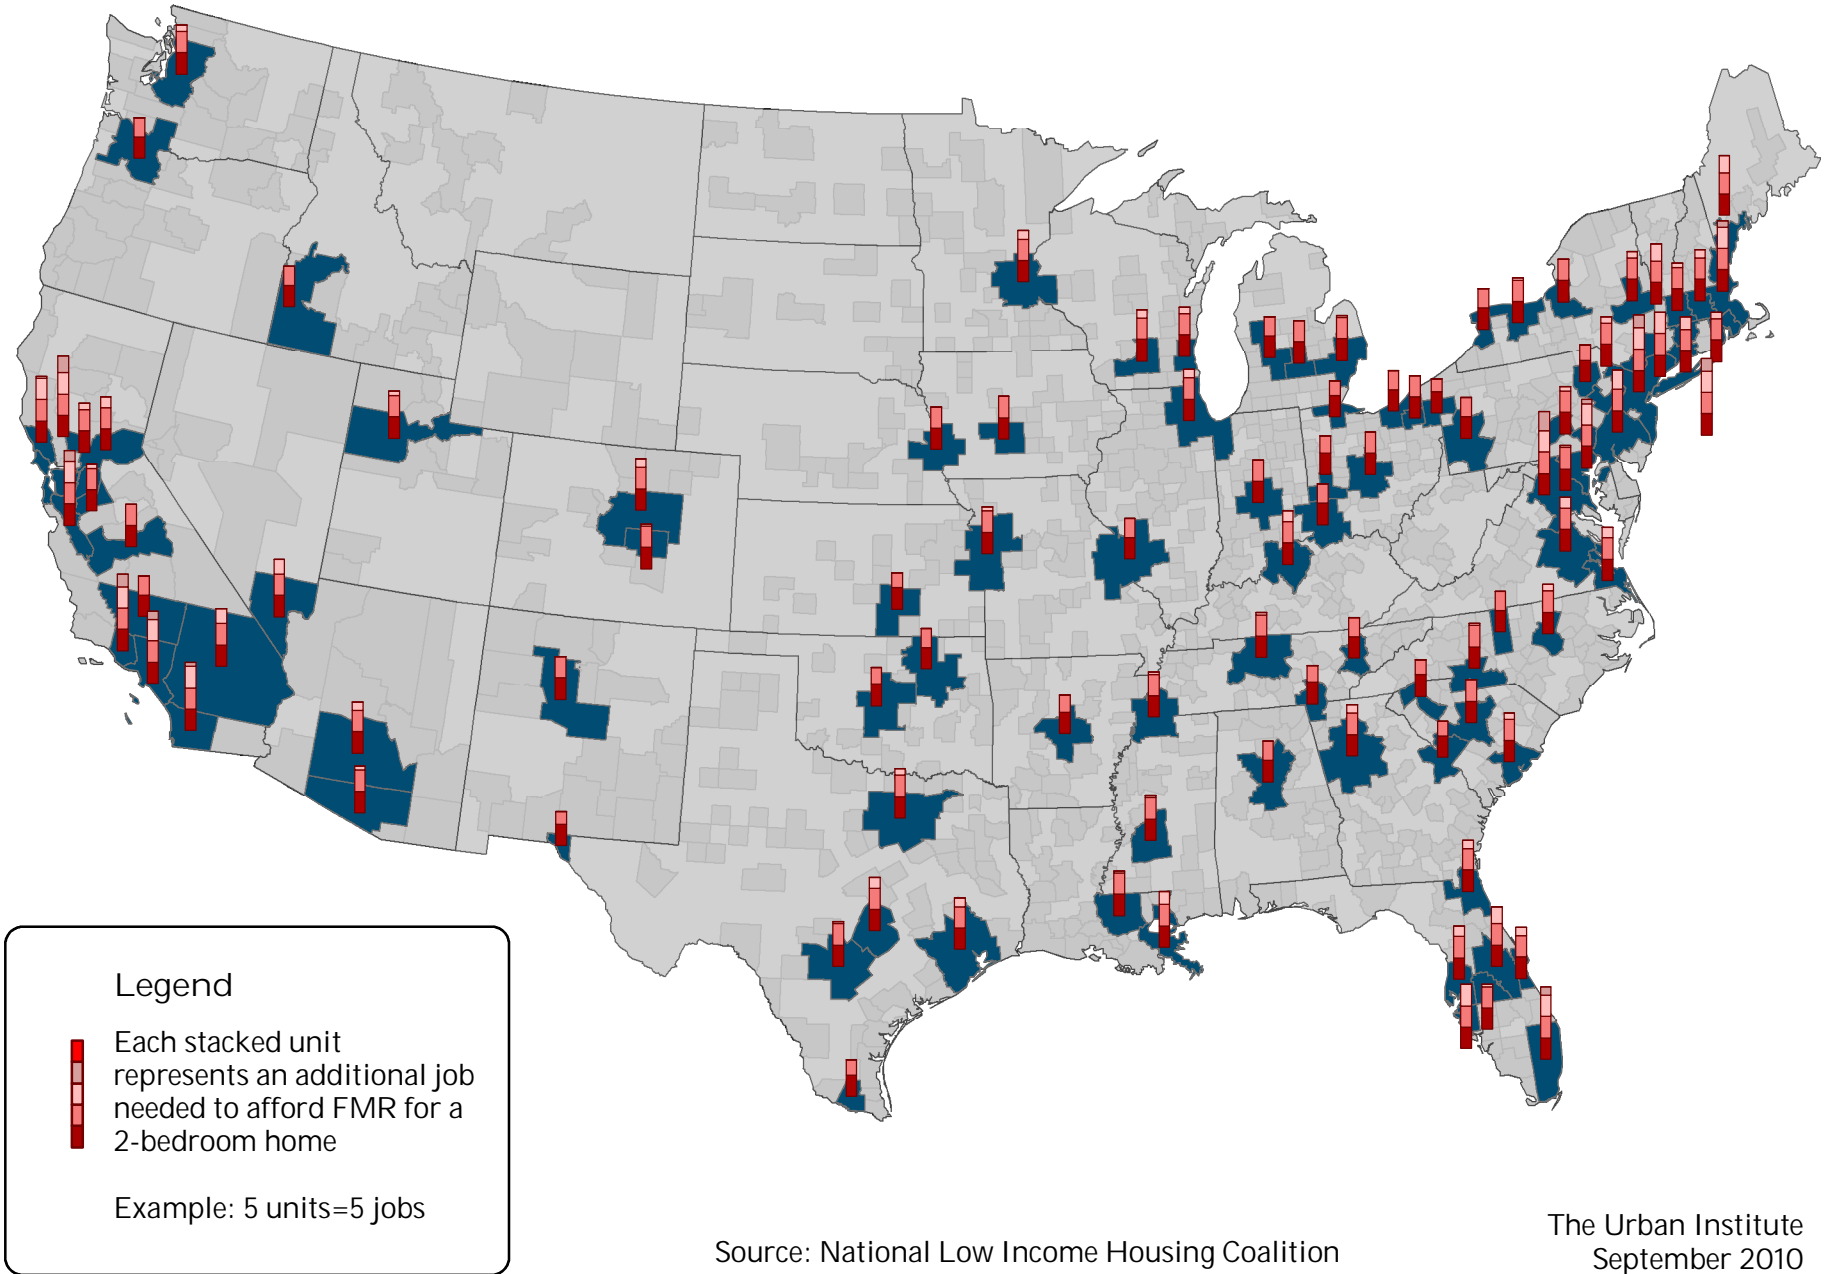 Legend
Each stacked unit
represents an additional job
needed to afford FMR for a
2-bedroom home
Example: 5 units=5 jobs
Source: National Low Income Housing Coalition
The Urban Institute
September 2010